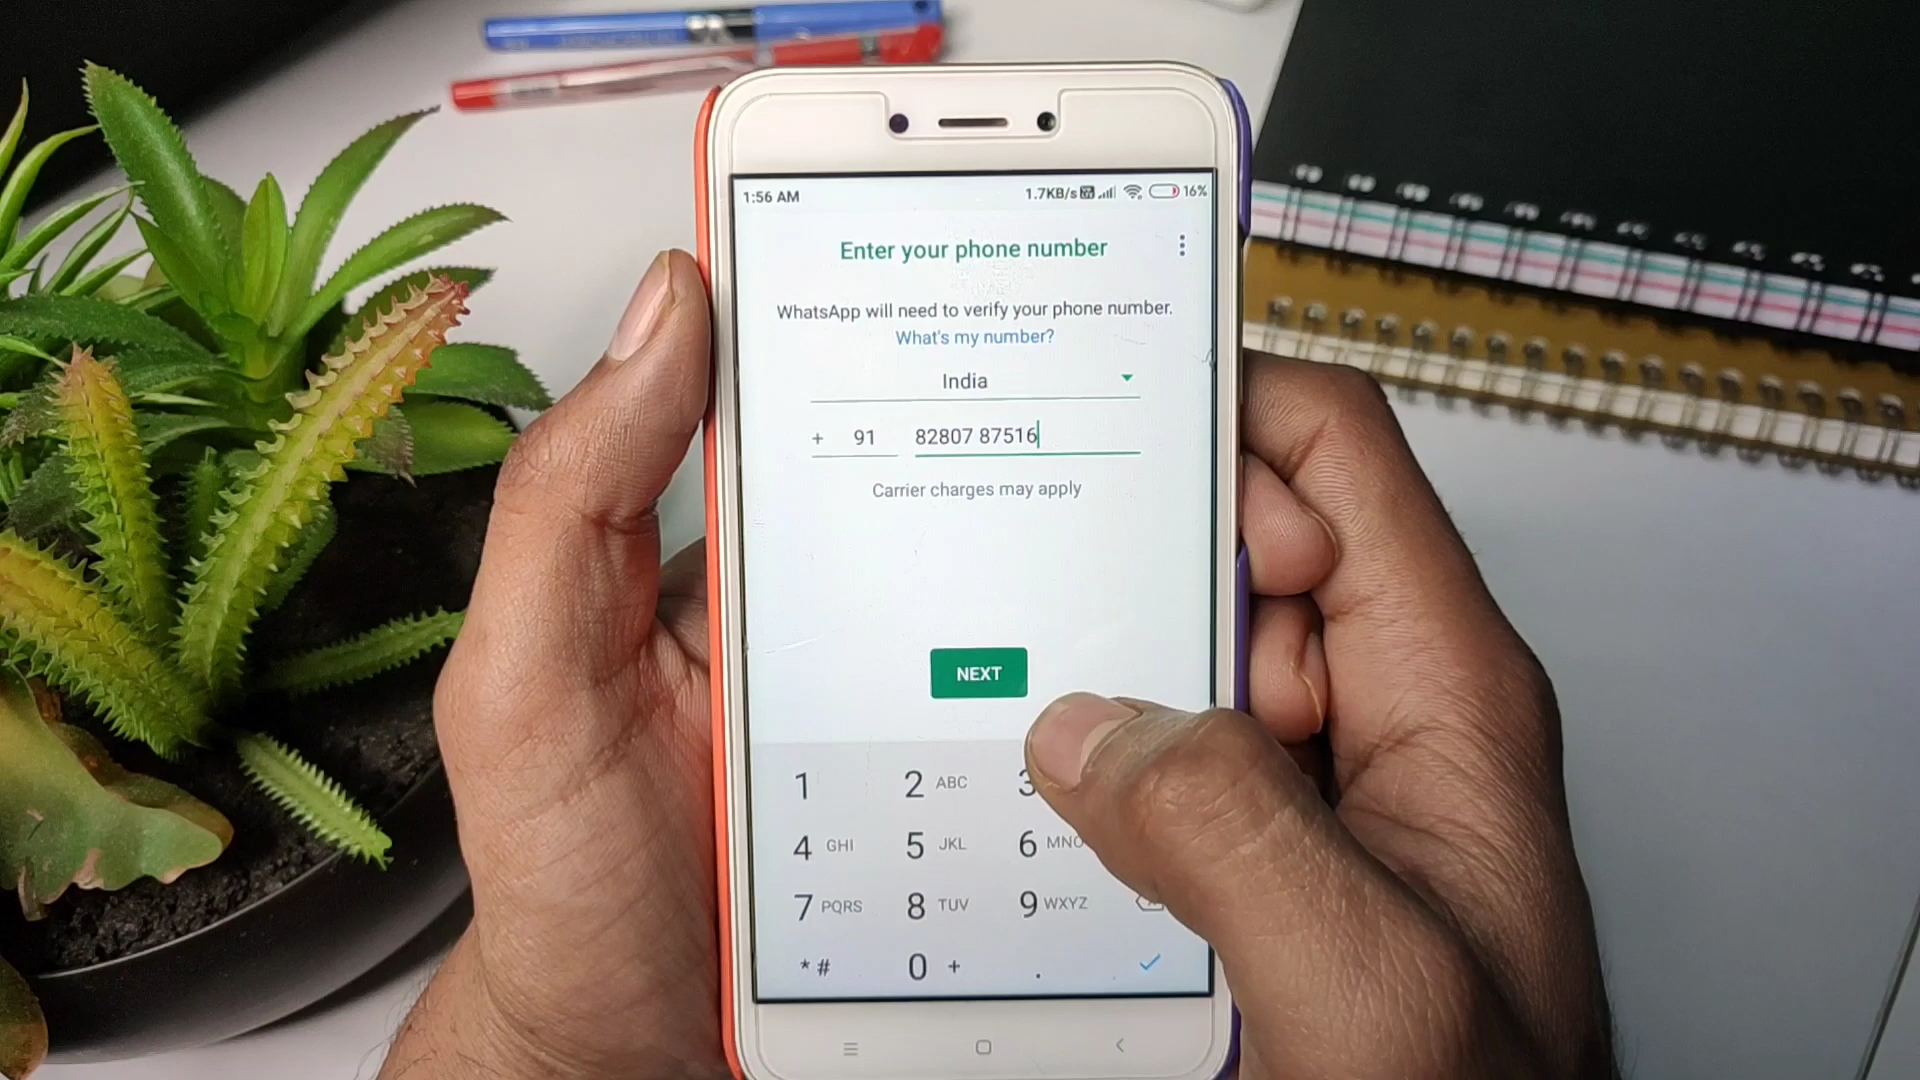 1:56 AM 1.7KB/s 16%
Enter your phone number
WhatsApp will need to verify your phone number.
What's my number?
India
+ 91 82807 87516
Carrier charges may apply
NEXT
1 2 ABC 3
4 GHI 5 JKL 6 MNO
7 PQRS 8 TUV 9 WXYZ
* # 0 + .